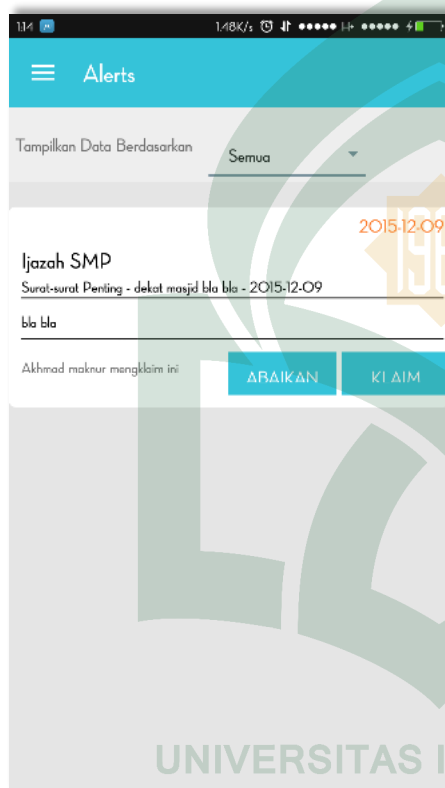 1:14 1.48K/s H+
Alerts
Tampilkan Data Berdasarkan Semua
2015-12-09
Ijazah SMP
Surat-surat Penting - dekat masjid bla bla - 2015-12-09
bla bla
Akhmad maknur mengklaim ini ABAIKAN KLAIM
UNIVERSITAS I